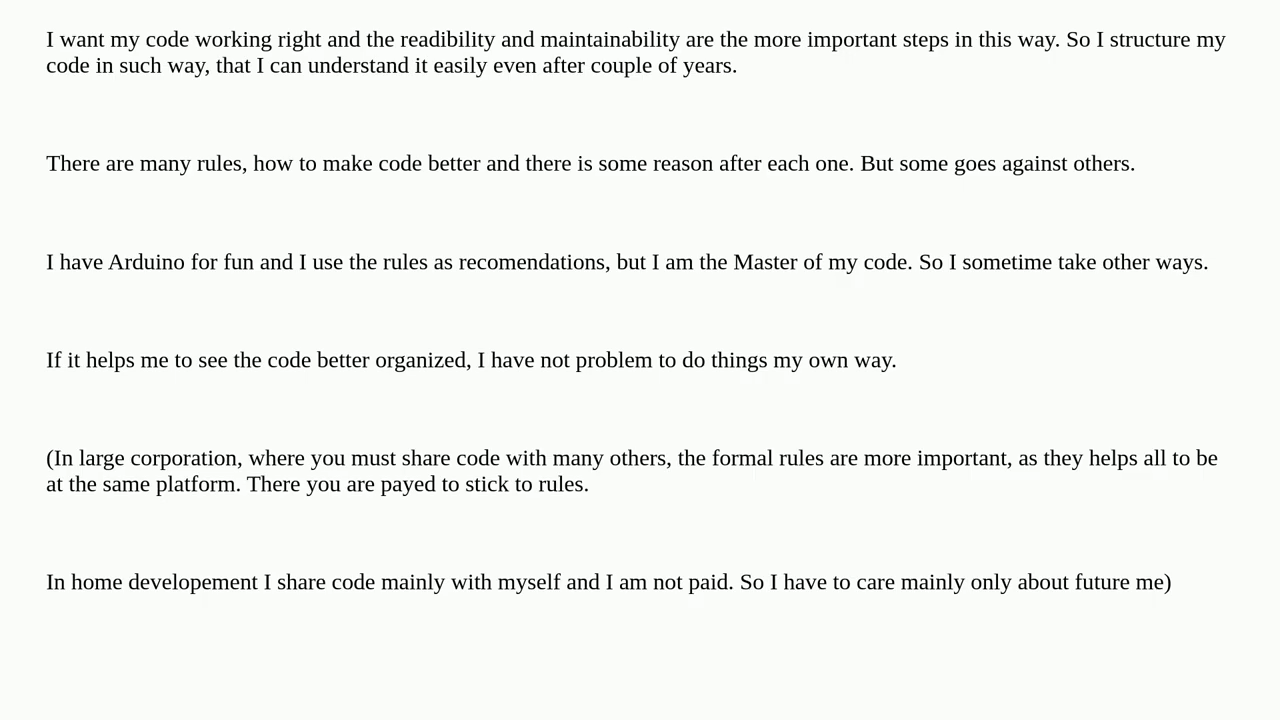 I want my code working right and the readibility and maintainability are the more important steps in this way. So I structure my
code in such way, that I can understand it easily even after couple of years.
There are many rules, how to make code better and there is some reason after each one. But some goes against others.
I have Arduino for fun and I use the rules as recomendations, but I am the Master of my code. So I sometime take other ways.
If it helps me to see the code better organized, I have not problem to do things my own way.
(In large corporation, where you must share code with many others, the formal rules are more important, as they helps all to be
at the same platform. There you are payed to stick to rules.
In home developement I share code mainly with myself and I am not paid. So I have to care mainly only about future me)